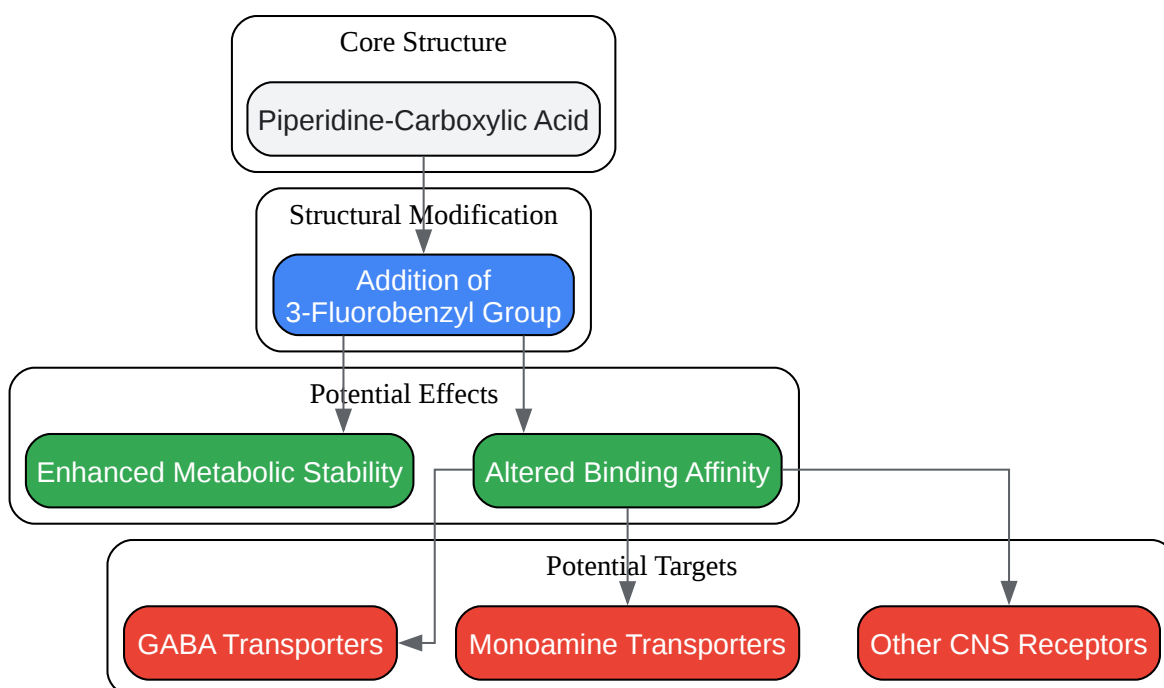 Core Structure
Piperidine-Carboxylic Acid
Structural Modification
Addition of
3-Fluorobenzyl Group
Potential Effects
Enhanced Metabolic Stability
Altered Binding Affinity
Potential Targets
GABA Transporters
Monoamine Transporters
Other CNS Receptors